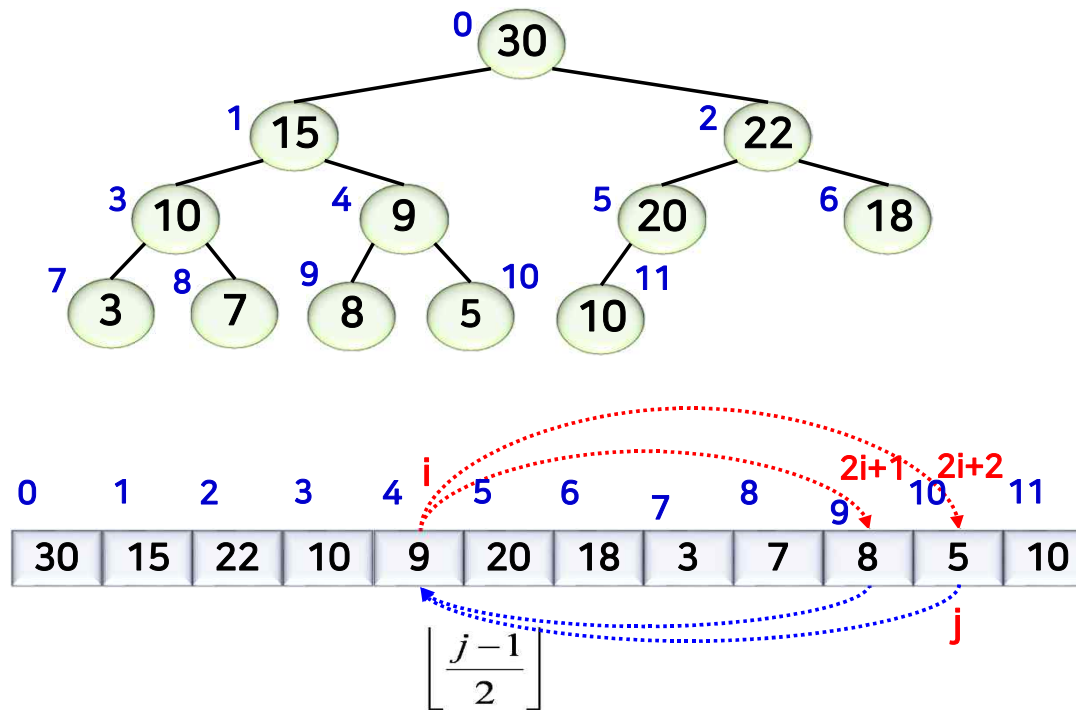 0 30
1 15 2 22
3 10 4 9 5 20 6 18
7 3 8 7 9 8 10 5 11 10
i 2i+1 2i+2
0 1 2 3 4 5 6 7 8 9 10 11
30 15 22 10 9 20 18 3 7 8 5 10
j
⌊(j − 1)/2⌋